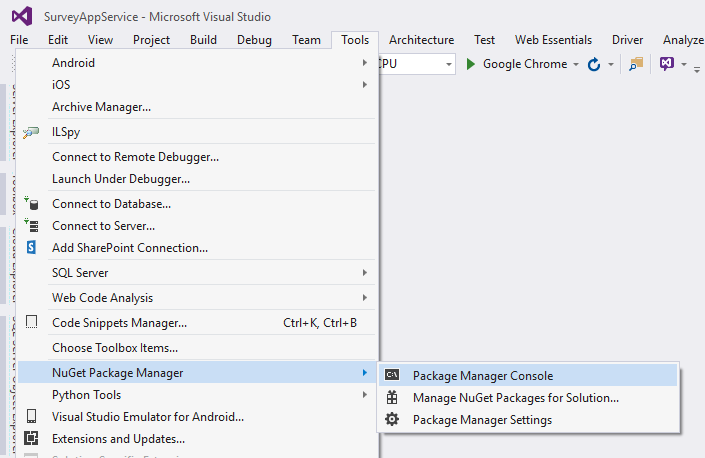 SurveyAppService - Microsoft Visual Studio
File Edit View Project Build Debug Team Tools Architecture Test Web Essentials Driver Analyze
CPU Google Chrome
Android
iOS
Archive Manager...
ILSpy
Connect to Remote Debugger...
Launch Under Debugger...
Connect to Database...
Connect to Server...
Add SharePoint Connection...
SQL Server
Web Code Analysis
Code Snippets Manager... Ctrl+K, Ctrl+B
Choose Toolbox Items...
NuGet Package Manager
Package Manager Console
Python Tools
Manage NuGet Packages for Solution...
Visual Studio Emulator for Android...
Package Manager Settings
Extensions and Updates...